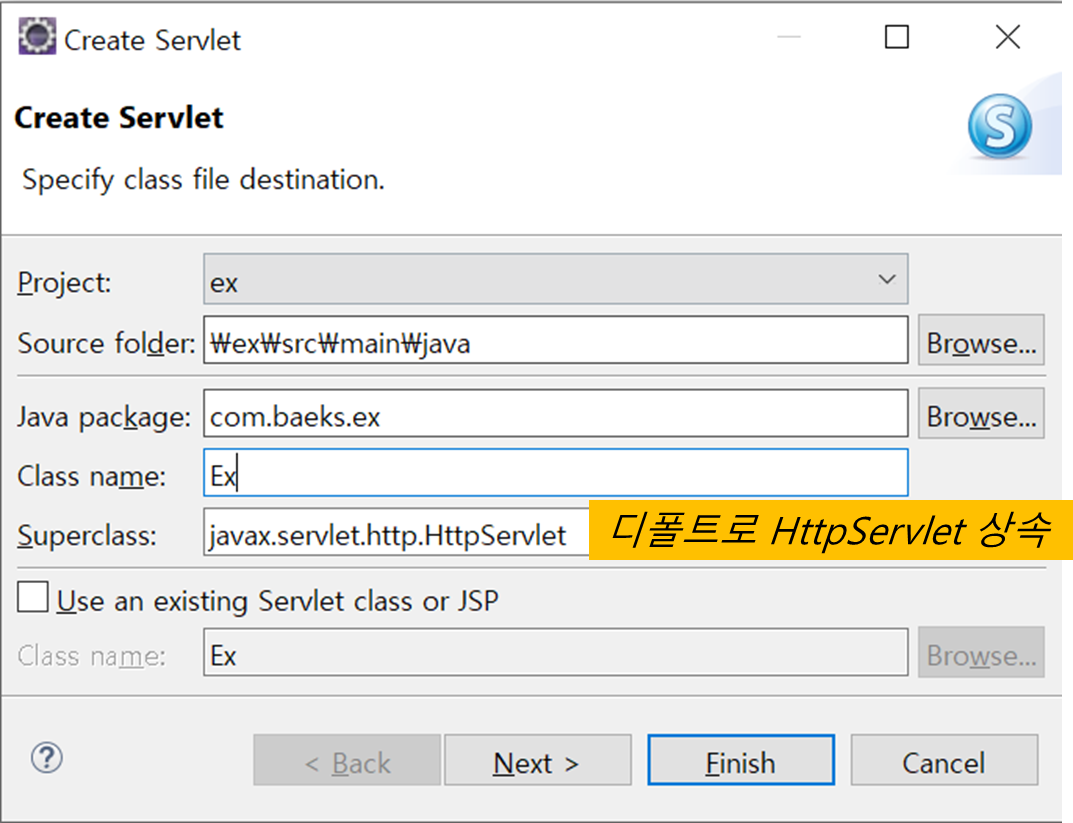 Create Servlet
Create Servlet
Specify class file destination.
Project: ex
Source folder: ₩ex₩src₩main₩java Browse...
Java package: com.baeks.ex Browse...
Class name: Ex
Superclass: javax.servlet.http.HttpServlet 디폴트로 HttpServlet 상속
Use an existing Servlet class or JSP
Class name: Ex Browse...
? < Back Next > Finish Cancel